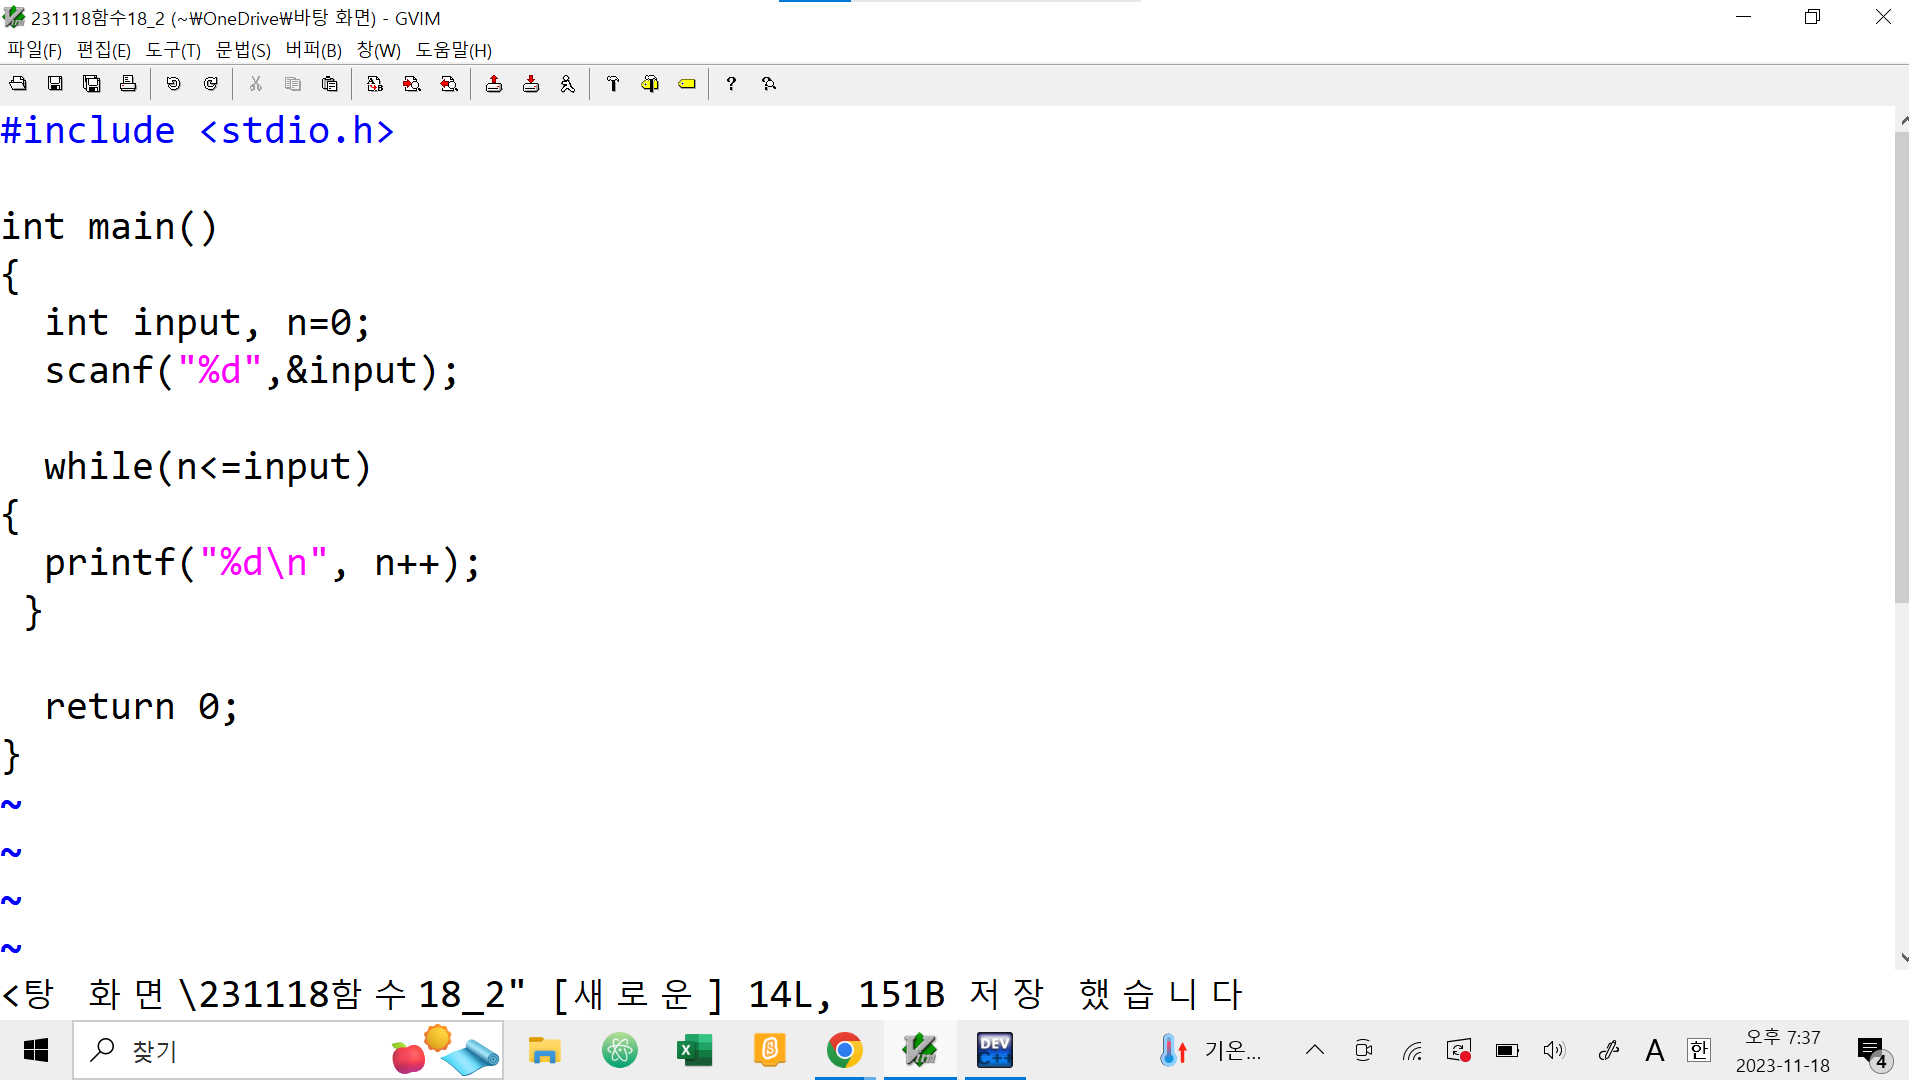 231118함수18_2 (~₩OneDrive₩바탕 화면) - GVIM
파일(F) 편집(E) 도구(T) 문법(S) 버퍼(B) 창(W) 도움말(H)
#include <stdio.h>
int main()
{
  int input, n=0;
  scanf("%d",&input);
  while(n<=input)
{
  printf("%d\n", n++);
 }
  return 0;
}
~
~
~
~
<탕 화면\231118함수18_2" [새로운] 14L, 151B 저장 했습니다
찾기
DEV
C++
기온...
A
한
오후 7:37
2023-11-18
4